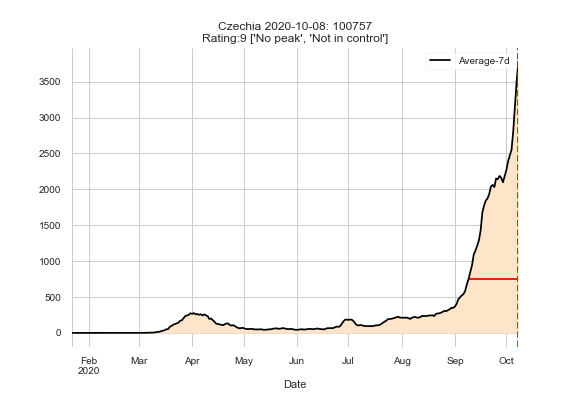 Czechia 2020-10-08: 100757
Rating:9 ['No peak', 'Not in control']
Average-7d
3500
3000
2500
2000
1500
1000
500
0
Feb Mar Apr May Jun Jul Aug Sep Oct
2020
Date